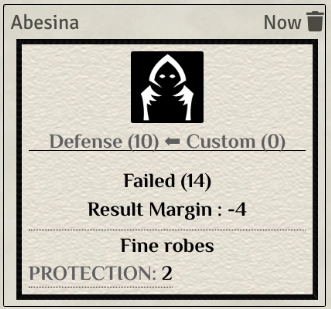 Abesina Now
Defense (10) ⬅ Custom (0)
Failed (14)
Result Margin : -4
Fine robes
PROTECTION: 2